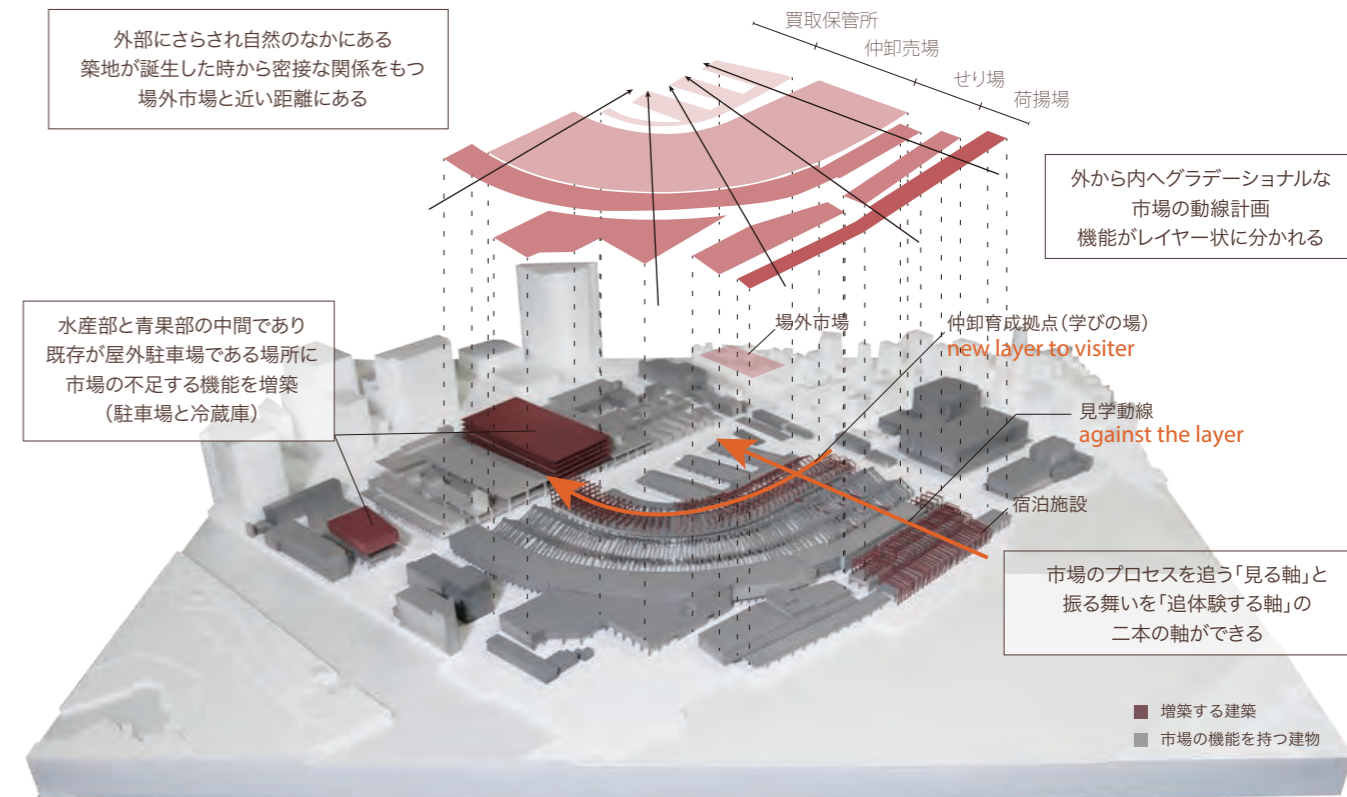 外部にさらされ自然のなかにある
築地が誕生した時から密接な関係をもつ
場外市場と近い距離にある
買取保管所
仲卸売場
せり場
荷揚場
外から内へグラデーショナルな
市場の動線計画
機能がレイヤー状に分かれる
水産部と青果部の中間であり
既存が屋外駐車場である場所に
市場の不足する機能を増築
（駐車場と冷蔵庫）
場外市場
仲卸育成拠点（学びの場）
new layer to visiter
見学動線
against the layer
宿泊施設
市場のプロセスを追う「見る軸」と
振る舞いを「追体験する軸」の
二本の軸ができる
増築する建築
市場の機能を持つ建物